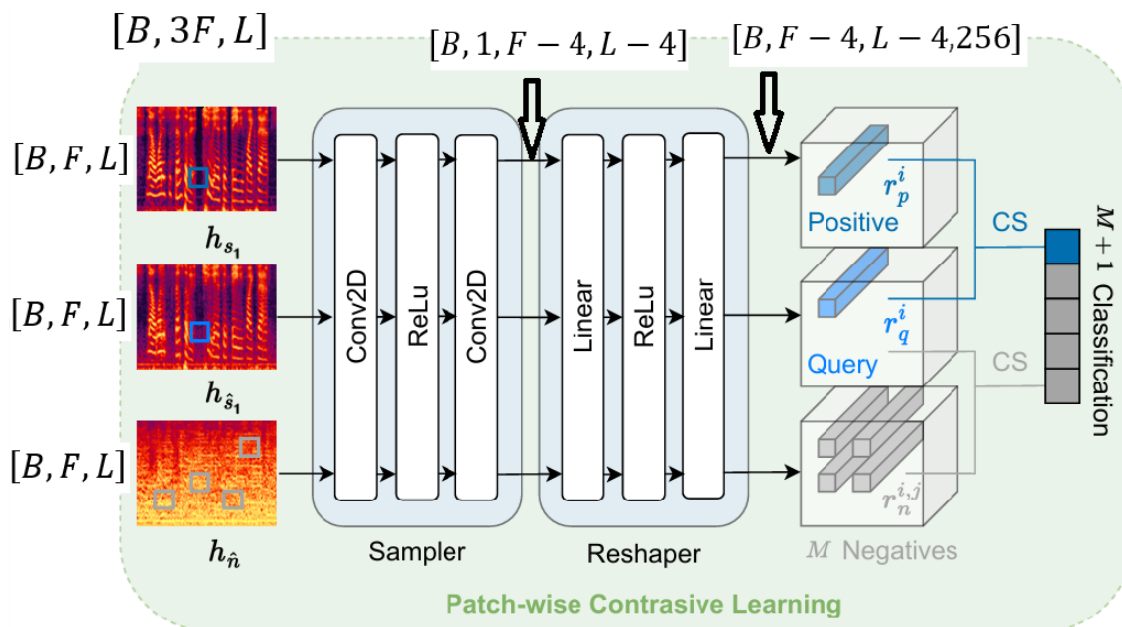 [B, 3F, L]
[B, 1, F − 4, L − 4]
[B, F − 4, L − 4,256]
[B, F, L]
h_{s_1}
[B, F, L]
h_{ŝ_1}
[B, F, L]
h_{n̂}
Conv2D
ReLu
Conv2D
Sampler
Linear
ReLu
Linear
Reshaper
r_p^i
Positive
r_q^i
Query
r_n^{i,j}
M Negatives
CS
CS
M + 1 Classification
Patch-wise Contrasive Learning